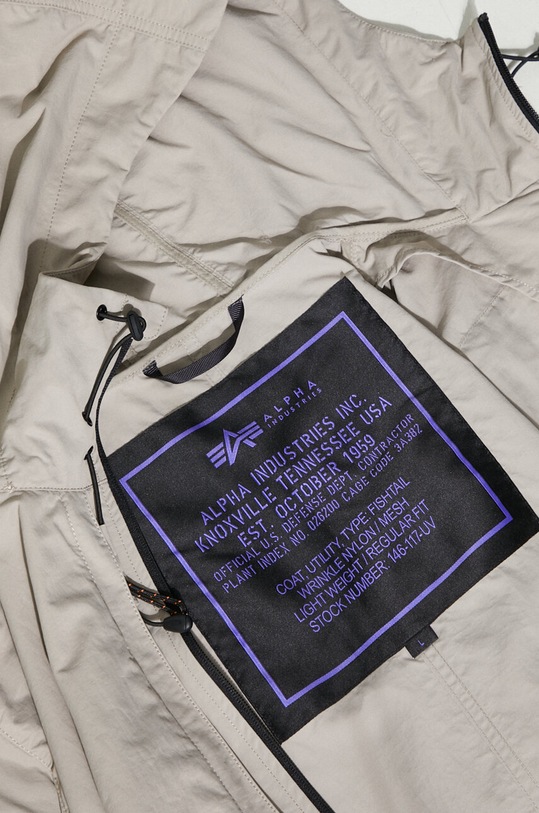 ALPHA
INDUSTRIES
ALPHA INDUSTRIES INC.
KNOXVILLE TENNESSEE USA
EST. OCTOBER 1959
OFFICIAL U.S. DEFENSE DEPT. CONTRACTOR
PLANT INDEX NO. 026200 CAGE CODE 3A362
COAT, UTILITY TYPE FISHTAIL
WRINKLE NYLON / MESH
LIGHT WEIGHT / REGULAR FIT
STOCK NUMBER: 146-117-UV
L